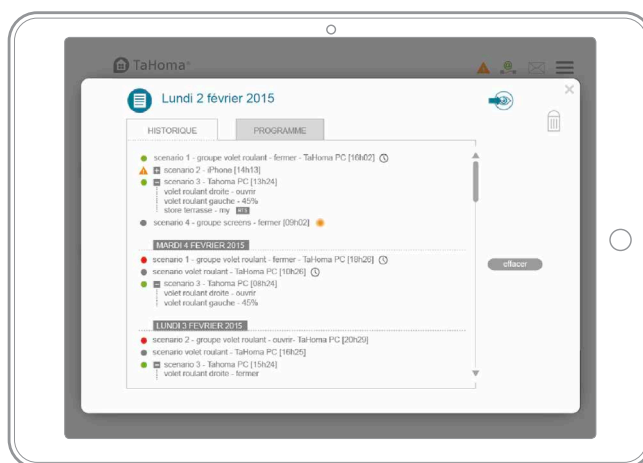 TaHoma®
Lundi 2 février 2015
HISTORIQUE
PROGRAMME
scenario 1 - groupe volet roulant - fermer - TaHoma PC [16h02]
scenario 2 - iPhone [14h13]
scenario 3 - Tahoma PC [13h24]
volet roulant droite - ouvrir
volet roulant gauche - 45%
store terrasse - my RTS
scenario 4 - groupe screens - fermer [09h02]
MARDI 4 FEVRIER 2015
scenario 1 - groupe volet roulant - fermer - TaHoma PC [18h26]
scenario volet roulant - TaHoma PC [10h26]
scenario 3 - Tahoma PC [08h24]
volet roulant droite - ouvrir
volet roulant gauche - 45%
effacer
LUNDI 3 FEVRIER 2015
scenario 2 - groupe volet roulant - ouvrir- TaHoma PC [20h29]
scenario volet roulant - TaHoma PC [16h25]
scenario 3 - Tahoma PC [15h24]
volet roulant droite - fermer